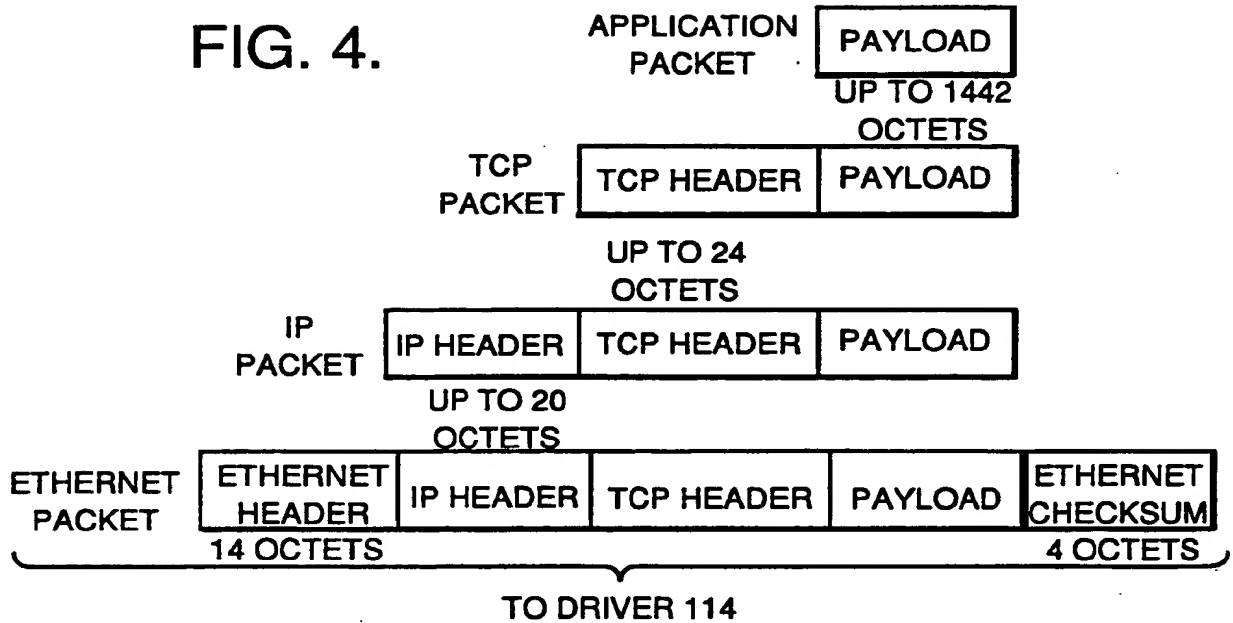 FIG. 4.
APPLICATION
PACKET
PAYLOAD
UP TO 1442
OCTETS
TCP
PACKET
TCP HEADER
PAYLOAD
UP TO 24
OCTETS
IP
PACKET
IP HEADER
TCP HEADER
PAYLOAD
UP TO 20
OCTETS
ETHERNET
PACKET
ETHERNET
HEADER
IP HEADER
TCP HEADER
PAYLOAD
ETHERNET
CHECKSUM
14 OCTETS
4 OCTETS
TO DRIVER 114